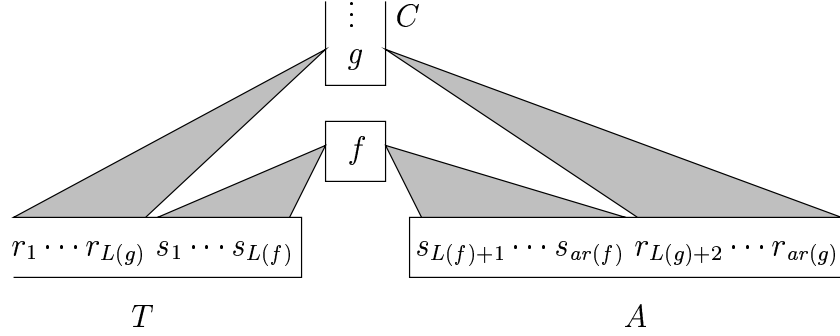 ⋮ C
g
f
r_1 ⋯ r_{L(g)} s_1 ⋯ s_{L(f)} s_{L(f)+1} ⋯ s_{ar(f)} r_{L(g)+2} ⋯ r_{ar(g)}
T A